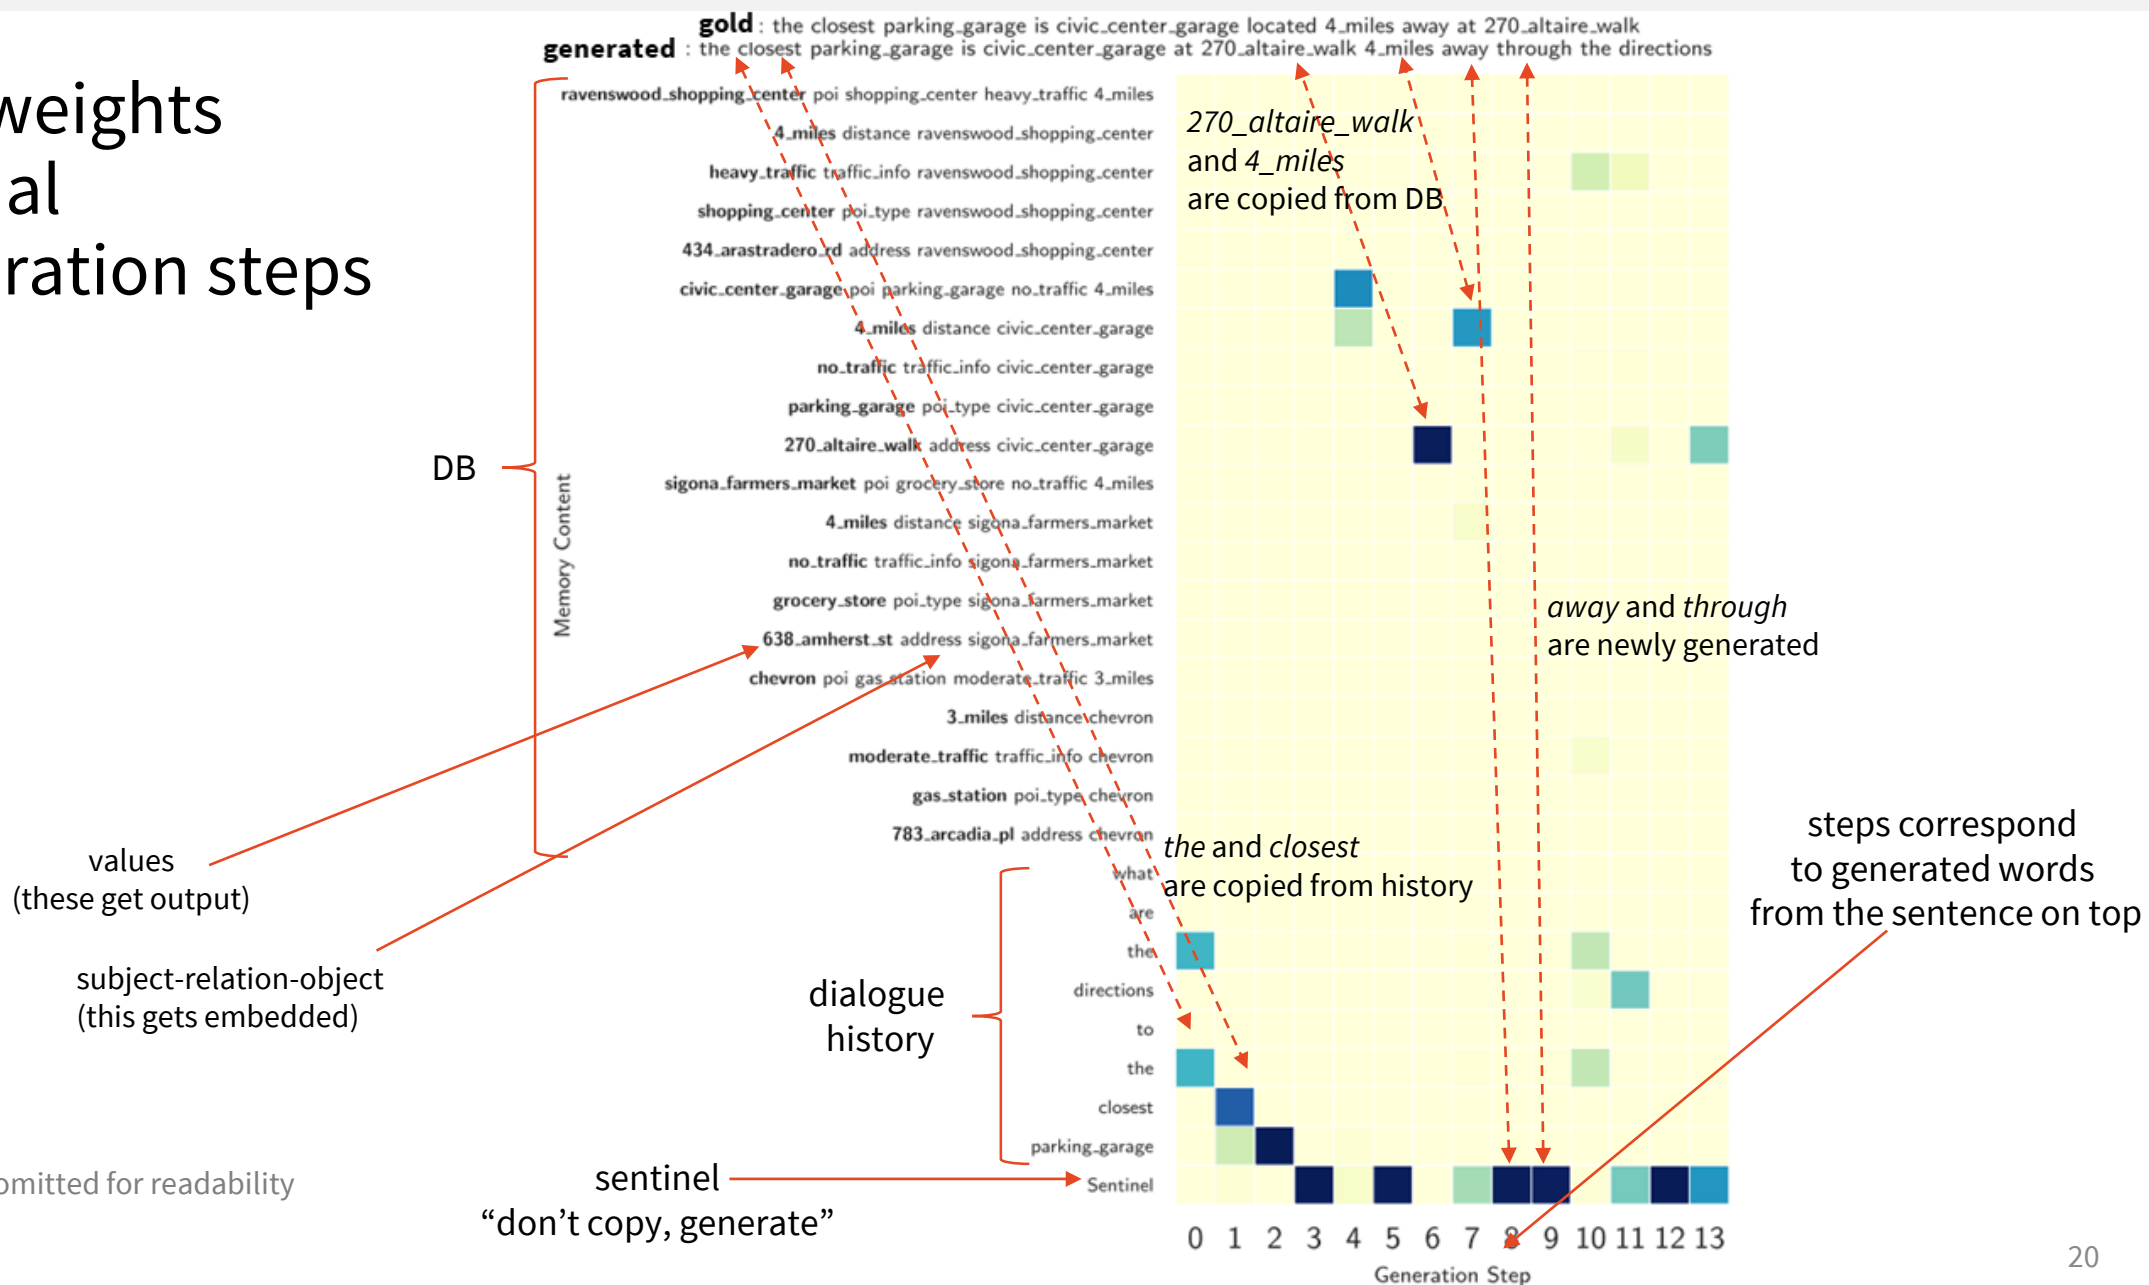 weights
al
ration steps
gold : the closest parking_garage is civic_center_garage located 4_miles away at 270_altaire_walk
generated : the closest parking_garage is civic_center_garage at 270_altaire_walk 4_miles away through the directions
ravenswood_shopping_center poi shopping_center heavy_traffic 4_miles
4_miles distance ravenswood_shopping_center
heavy_traffic traffic_info ravenswood_shopping_center
shopping_center poi_type ravenswood_shopping_center
434_arastradero_rd address ravenswood_shopping_center
civic_center_garage poi parking_garage no_traffic 4_miles
4_miles distance civic_center_garage
no_traffic traffic_info civic_center_garage
parking_garage poi_type civic_center_garage
270_altaire_walk address civic_center_garage
sigona_farmers_market poi grocery_store no_traffic 4_miles
4_miles distance sigona_farmers_market
no_traffic traffic_info sigona_farmers_market
grocery_store poi_type sigona_farmers_market
638_amherst_st address sigona_farmers_market
chevron poi gas_station moderate_traffic 3_miles
3_miles distance chevron
moderate_traffic traffic_info chevron
gas_station poi_type chevron
783_arcadia_pl address chevron
what
are
the
directions
to
the
closest
parking_garage
Sentinel
Memory Content
DB
270_altaire_walk
and 4_miles
are copied from DB
away and through
are newly generated
the and closest
are copied from history
steps correspond
to generated words
from the sentence on top
values
(these get output)
subject-relation-object
(this gets embedded)
dialogue
history
sentinel
“don’t copy, generate”
omitted for readability
0 1 2 3 4 5 6 7 8 9 10 11 12 13
Generation Step
20